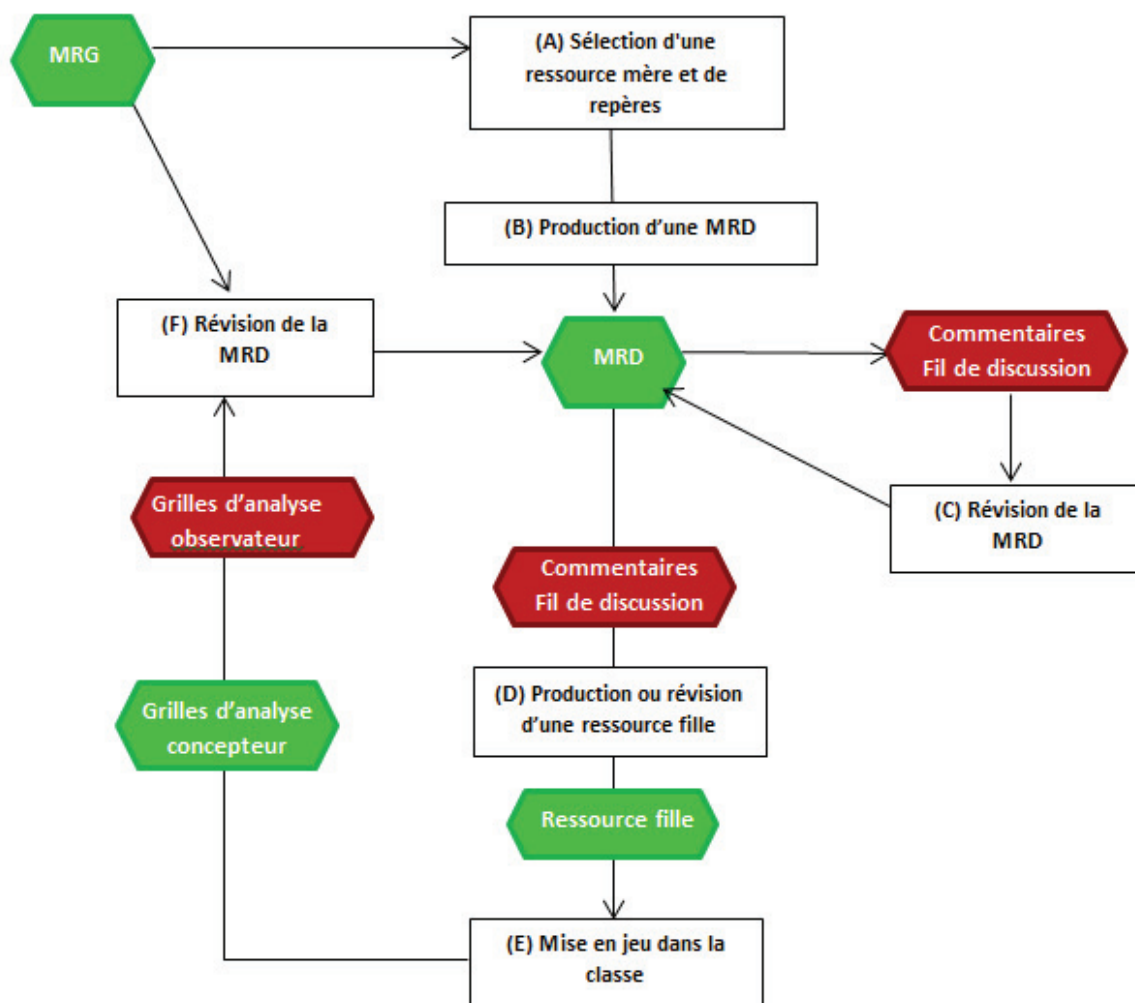 MRG
(A) Sélection d'une
ressource mère et de
repères
(B) Production d’une MRD
(F) Révision de la
MRD
MRD
Commentaires
Fil de discussion
(C) Révision de la
MRD
Grilles d’analyse
observateur
Commentaires
Fil de discussion
(D) Production ou révision
d’une ressource fille
Grilles d’analyse
concepteur
Ressource fille
(E) Mise en jeu dans la
classe